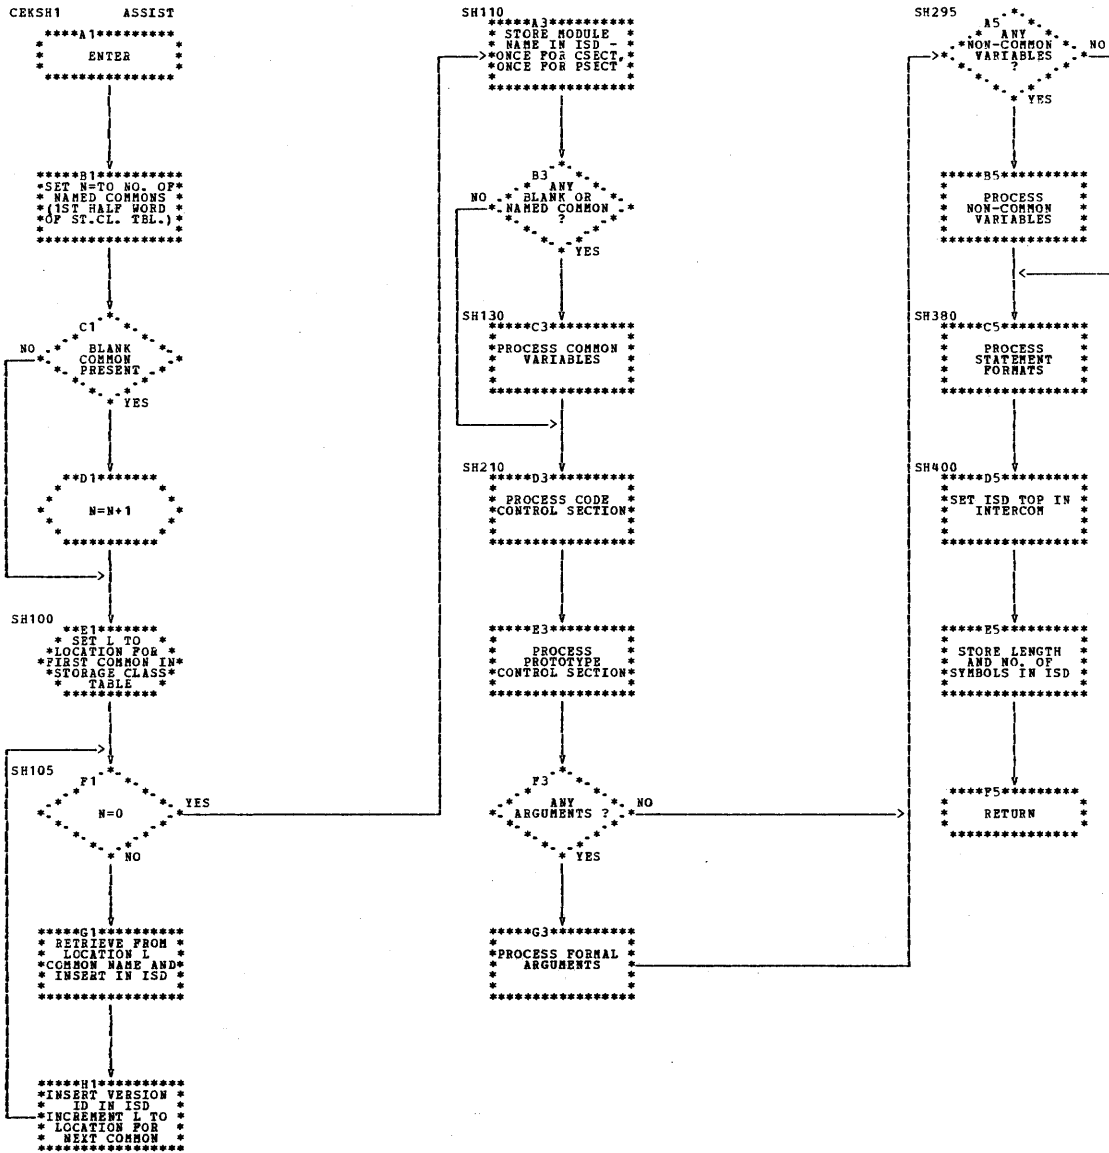 CEKSH1 ASSIST
A1
ENTER
B1
SET N=TO NO. OF
NAMED COMMONS
(1ST HALF WORD
OF ST.CL. TBL.)
C1
BLANK
COMMON
PRESENT
NO
YES
D1
N=N+1
SH100
E1
SET L TO
LOCATION FOR
FIRST COMMON IN
STORAGE CLASS
TABLE
SH105
F1
N=0
YES
NO
G1
RETRIEVE FROM
LOCATION L
COMMON NAME AND
INSERT IN ISD
H1
INSERT VERSION
ID IN ISD
INCREMENT L TO
LOCATION FOR
NEXT COMMON
SH110
A3
STORE MODULE
NAME IN ISD -
ONCE FOR CSECT,
ONCE FOR PSECT
B3
ANY
BLANK OR
NAMED COMMON
?
NO
YES
SH130
C3
PROCESS COMMON
VARIABLES
SH210
D3
PROCESS CODE
CONTROL SECTION
E3
PROCESS
PROTOTYPE
CONTROL SECTION
F3
ANY
ARGUMENTS ?
NO
YES
G3
PROCESS FORMAL
ARGUMENTS
SH295
A5
ANY
NON-COMMON
VARIABLES
?
NO
YES
B5
PROCESS
NON-COMMON
VARIABLES
SH380
C5
PROCESS
STATEMENT
FORMATS
SH400
D5
SET ISD TOP IN
INTERCOM
E5
STORE LENGTH
AND NO. OF
SYMBOLS IN ISD
F5
RETURN